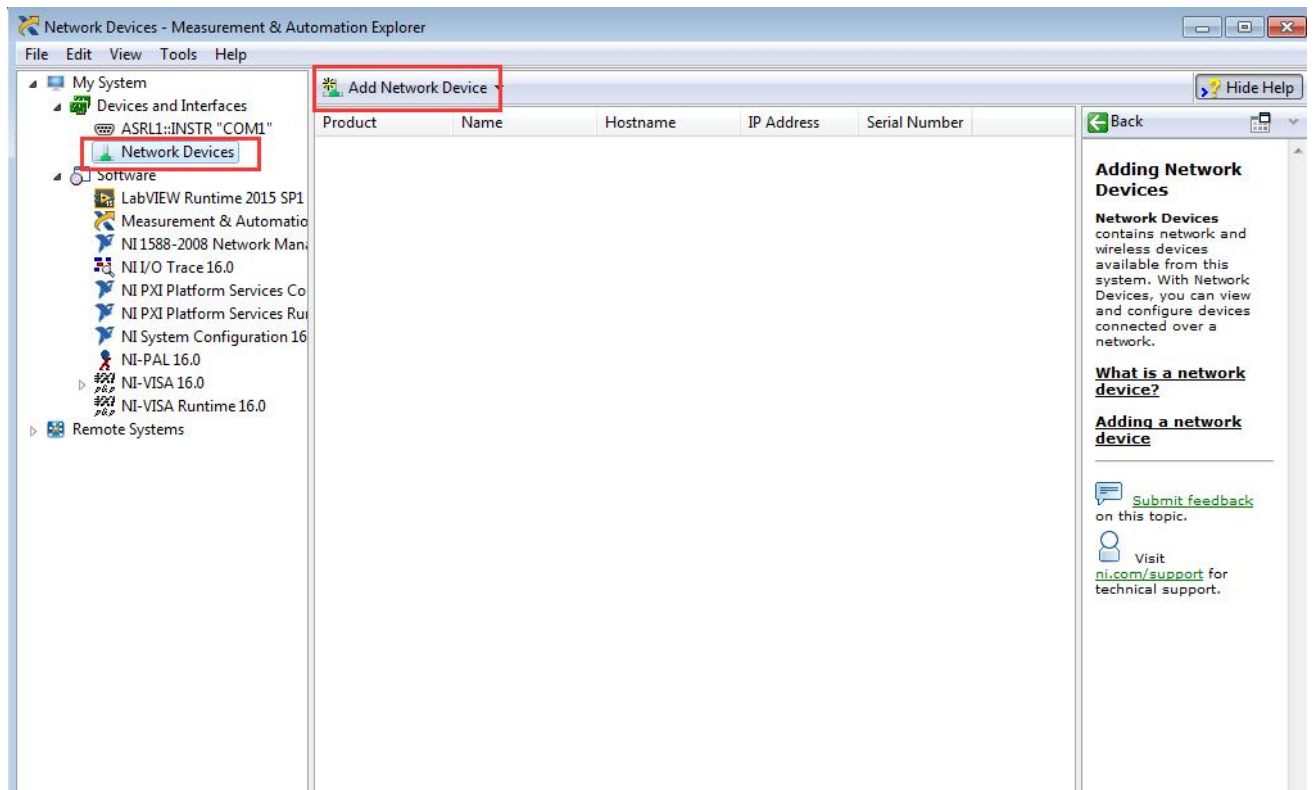 Network Devices - Measurement & Automation Explorer
File Edit View Tools Help
My System
Devices and Interfaces
ASRL1::INSTR "COM1"
Network Devices
Software
LabVIEW Runtime 2015 SP1
Measurement & Automatio
NI 1588-2008 Network Mana
NI I/O Trace 16.0
NI PXI Platform Services Co
NI PXI Platform Services Run
NI System Configuration 16
NI-PAL 16.0
NI-VISA 16.0
NI-VISA Runtime 16.0
Remote Systems
Add Network Device
Hide Help
Product Name Hostname IP Address Serial Number
Back
Adding Network
Devices
Network Devices
contains network and
wireless devices
available from this
system. With Network
Devices, you can view
and configure devices
connected over a
network.
What is a network
device?
Adding a network
device
Submit feedback
on this topic.
Visit
ni.com/support for
technical support.